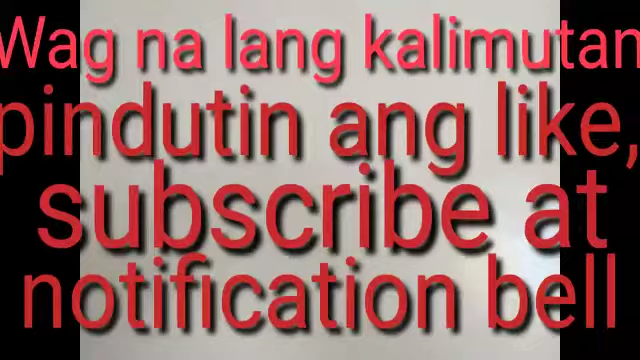 Wag na lang kalimutan
pindutin ang like,
subscribe at
notification bell